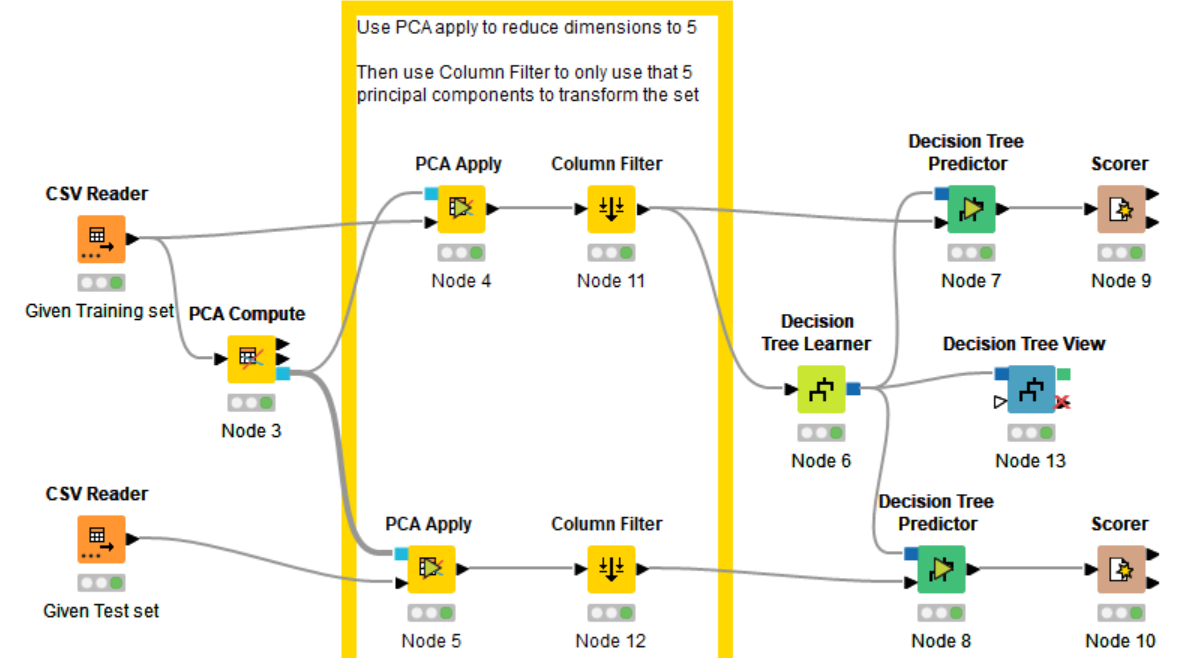 Use PCA apply to reduce dimensions to 5
Then use Column Filter to only use that 5
principal components to transform the set
CSV Reader
Given Training set
PCA Compute
Node 3
PCA Apply
Node 4
Column Filter
Node 11
Decision Tree
Predictor
Node 7
Scorer
Node 9
Decision
Tree Learner
Node 6
Decision Tree View
Node 13
CSV Reader
Given Test set
PCA Apply
Node 5
Column Filter
Node 12
Decision Tree
Predictor
Node 8
Scorer
Node 10